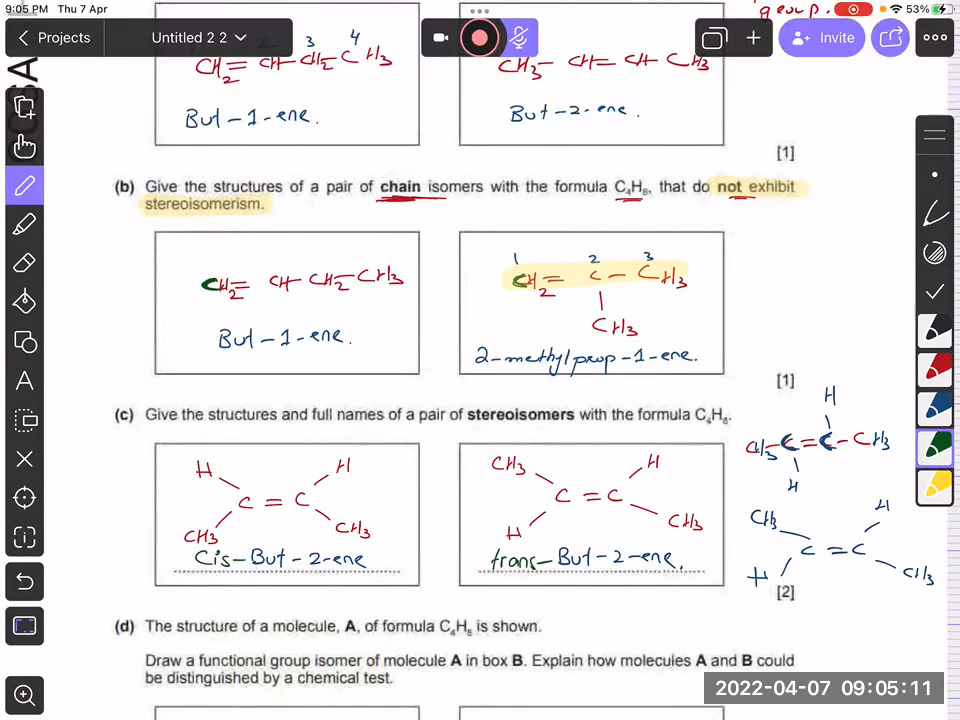 9:05 PM Thu 7 Apr
group.
53%
Projects
Untitled 2 2
Invite
3 4
CH2= CH-CH2-CH3
CH3- CH= CH-CH3
But-1-ene.
But-2-ene.
[1]
(b) Give the structures of a pair of chain isomers with the formula C4H8, that do not exhibit
stereoisomerism.
1 2 3
CH2= CH-CH2-CH3
CH2= C - CH3
CH3
But-1-ene.
2-methylprop-1-ene.
[1]
H
(c) Give the structures and full names of a pair of stereoisomers with the formula C4H8.
CH3-C=C-CH3
H
H H
C = C
CH3 CH3
Cis-But-2-ene
CH3 H
C = C
H CH3
trans-But-2-ene.
CH3 H
C = C
H CH3
[2]
(d) The structure of a molecule, A, of formula C4H8 is shown.
Draw a functional group isomer of molecule A in box B. Explain how molecules A and B could
be distinguished by a chemical test.
2022-04-07 09:05:11